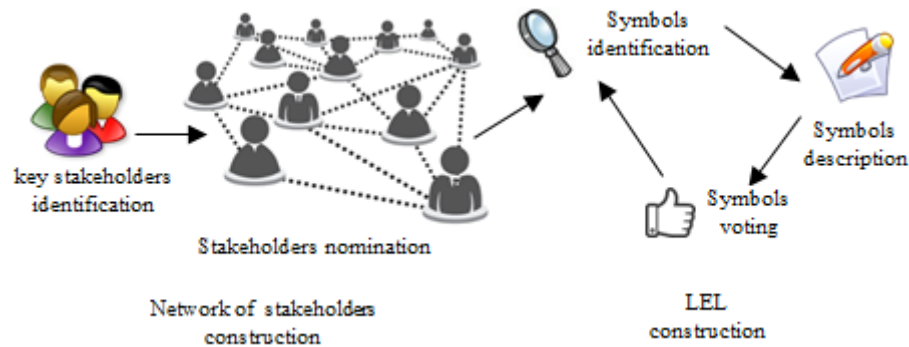 key stakeholders
identification
Stakeholders nomination
Symbols
identification
Symbols
description
Symbols
voting
Network of stakeholders
construction
LEL
construction